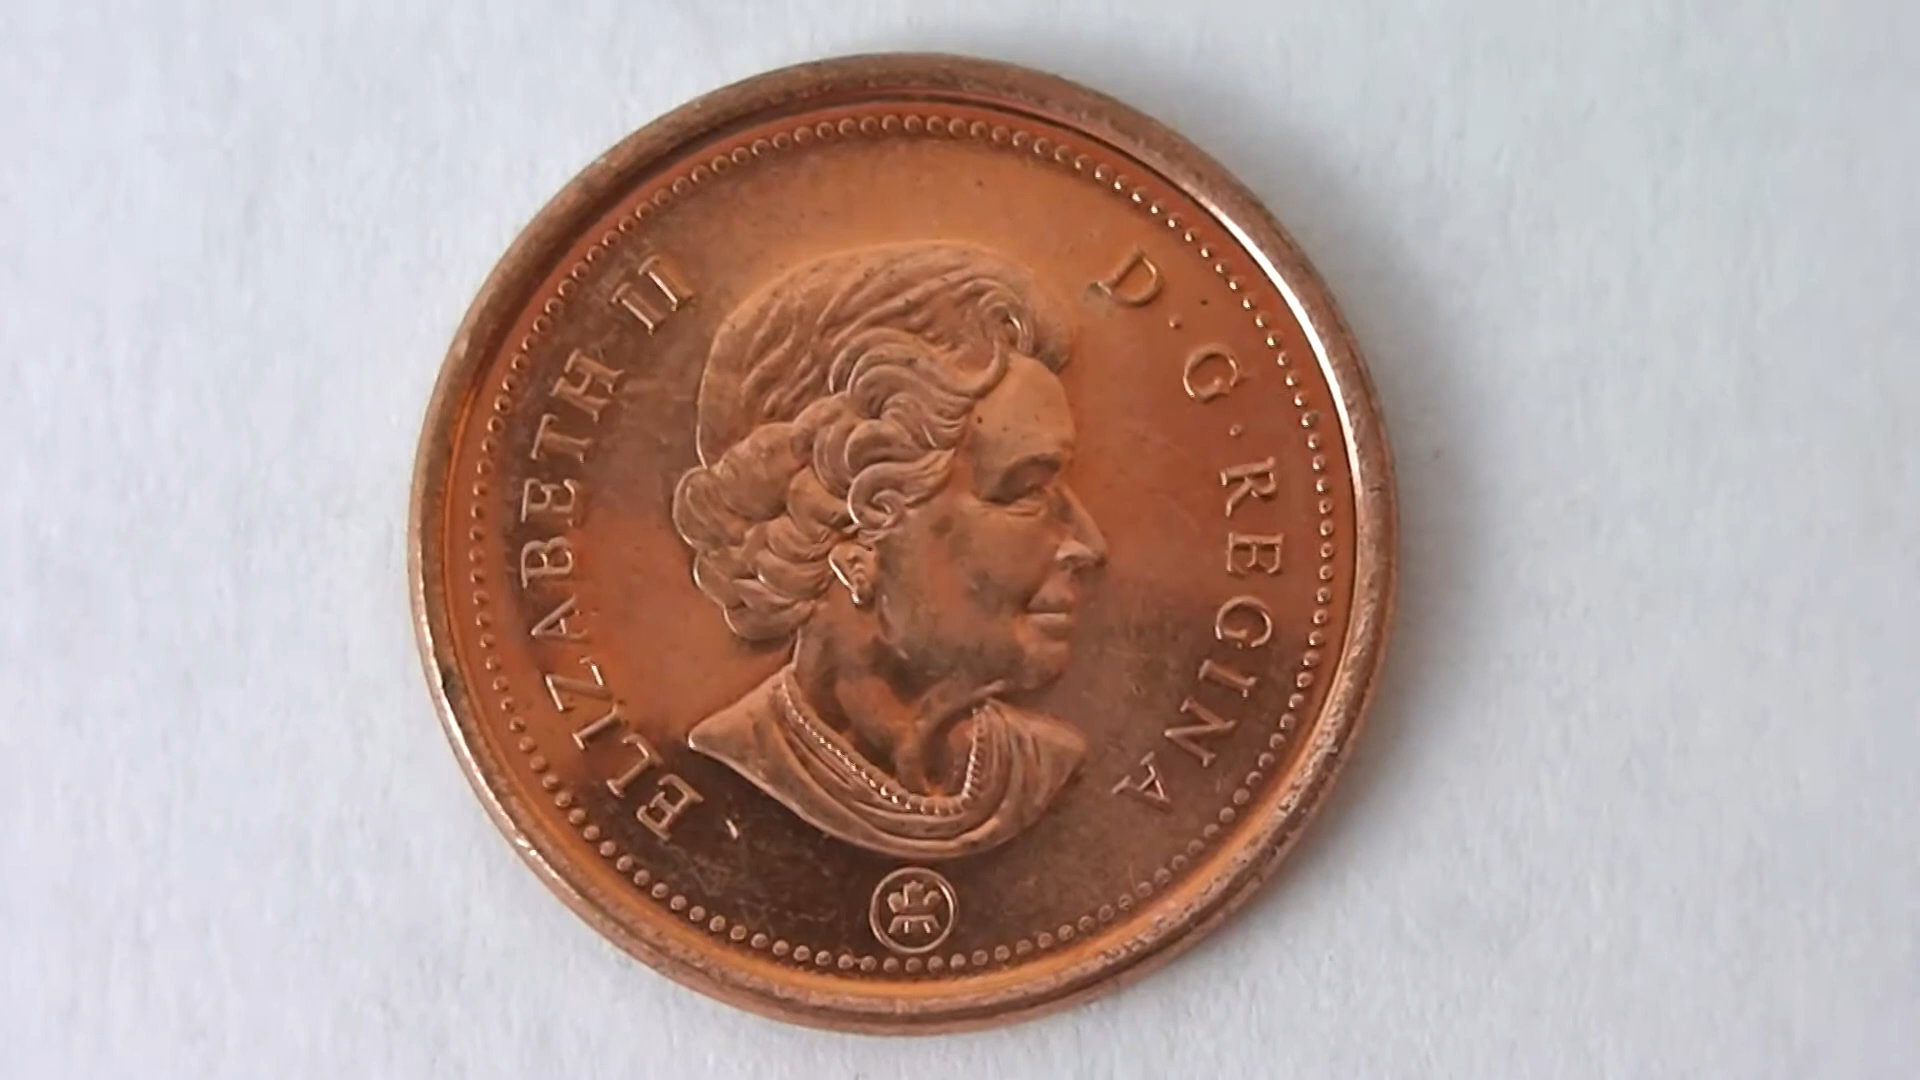 · ELIZABETH II
D · G · REGINA